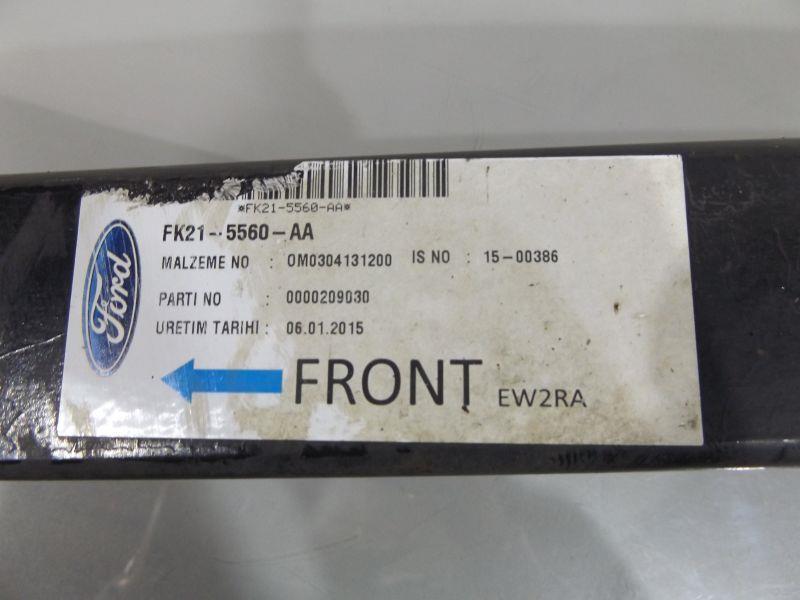 *FK21-5560-AA*
FK21-5560-AA
MALZEME NO : 0M0304131200 IS NO : 15-00386
PARTI NO : 0000209030
URETIM TARIHI : 06.01.2015
Ford
FRONT EW2RA